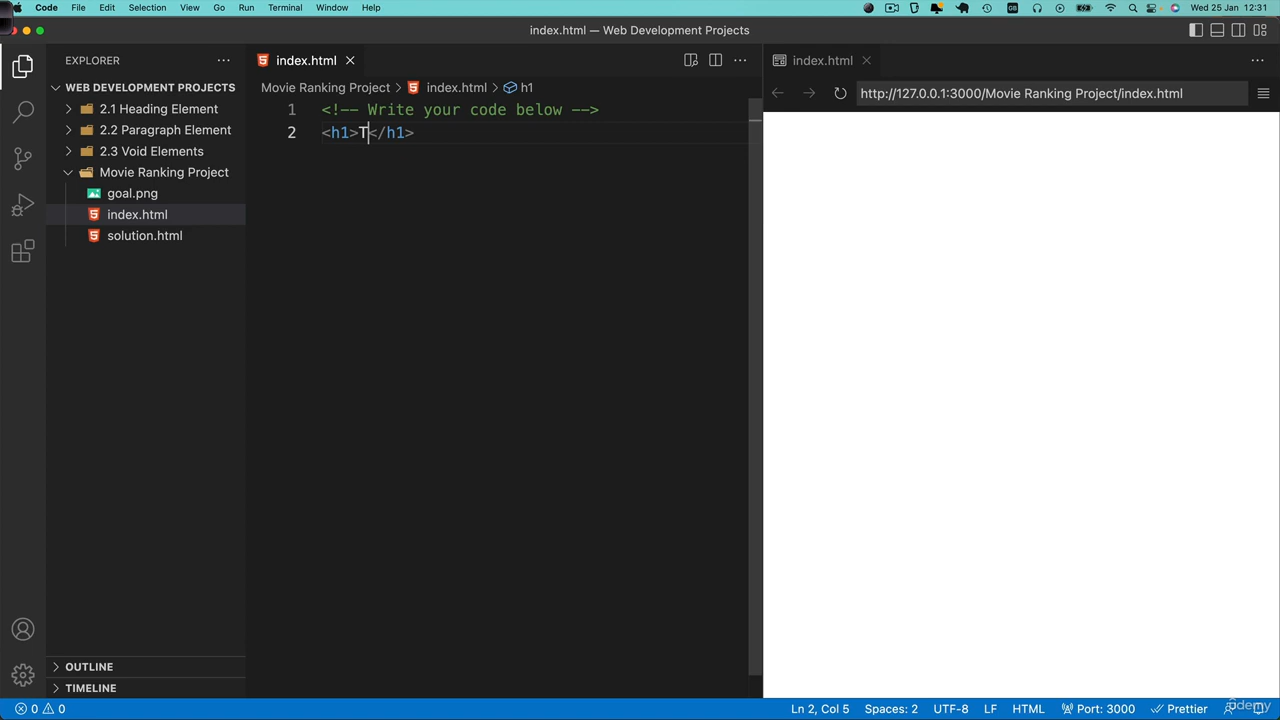 Code File Edit Selection View Go Run Terminal Window Help Wed 25 Jan 12:31
index.html — Web Development Projects
EXPLORER
index.html
index.html
WEB DEVELOPMENT PROJECTS
Movie Ranking Project > index.html > h1
http://127.0.0.1:3000/Movie Ranking Project/index.html
2.1 Heading Element
2.2 Paragraph Element
2.3 Void Elements
Movie Ranking Project
goal.png
index.html
solution.html
1 <!-- Write your code below -->
2 <h1>T</h1>
OUTLINE
TIMELINE
0 0 Ln 2, Col 5 Spaces: 2 UTF-8 LF HTML Port: 3000 Prettier
Udemy